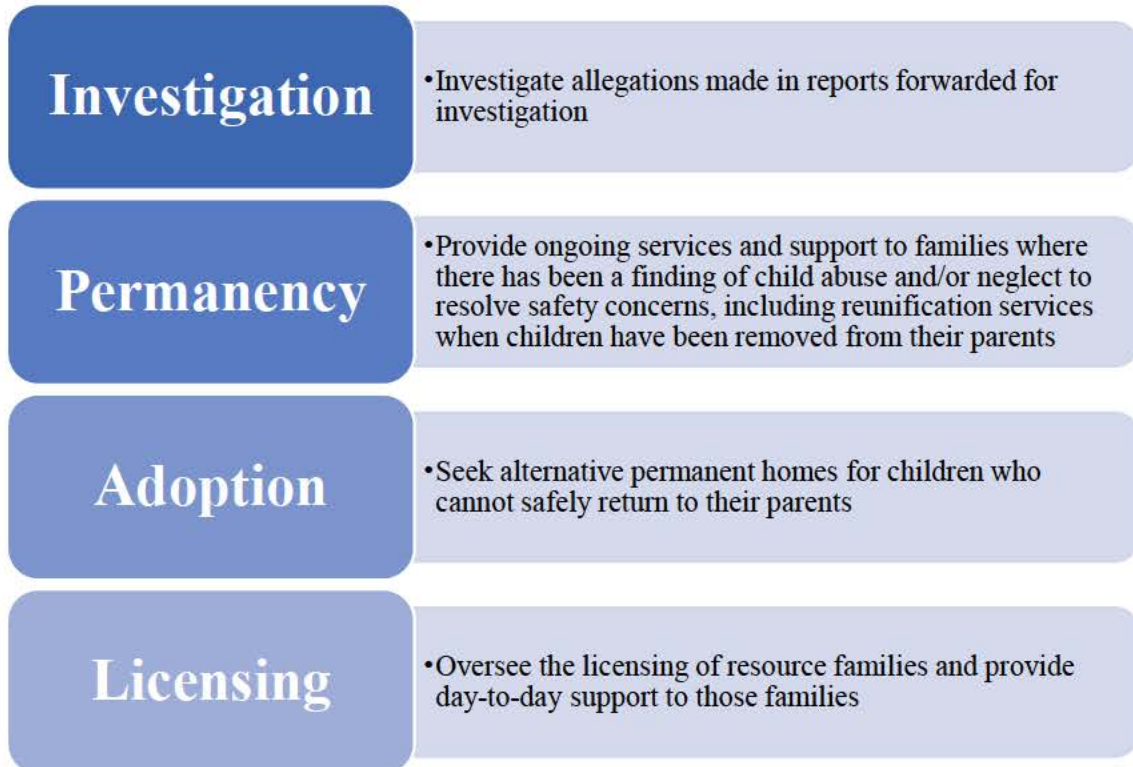 Investigation
•Investigate allegations made in reports forwarded for
investigation
Permanency
•Provide ongoing services and support to families where
there has been a finding of child abuse and/or neglect to
resolve safety concerns, including reunification services
when children have been removed from their parents
Adoption
•Seek alternative permanent homes for children who
cannot safely return to their parents
Licensing
•Oversee the licensing of resource families and provide
day-to-day support to those families